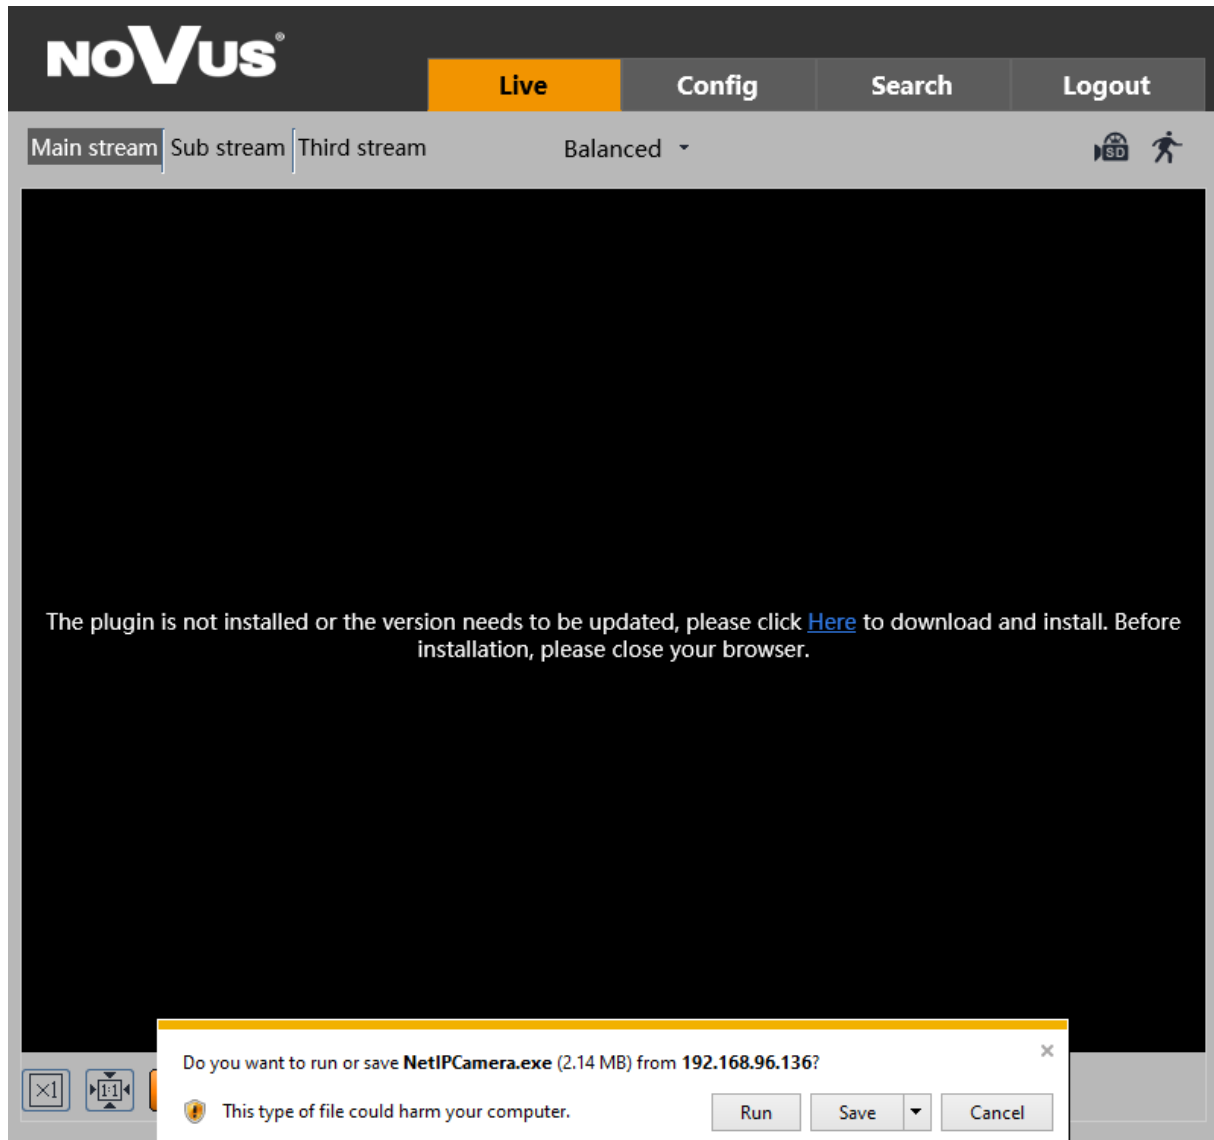 NOVUS®
Live Config Search Logout
Main stream Sub stream Third stream Balanced SD
The plugin is not installed or the version needs to be updated, please click Here to download and install. Before
installation, please close your browser.
Do you want to run or save NetIPCamera.exe (2.14 MB) from 192.168.96.136?
×1 1:1 This type of file could harm your computer. Run Save Cancel